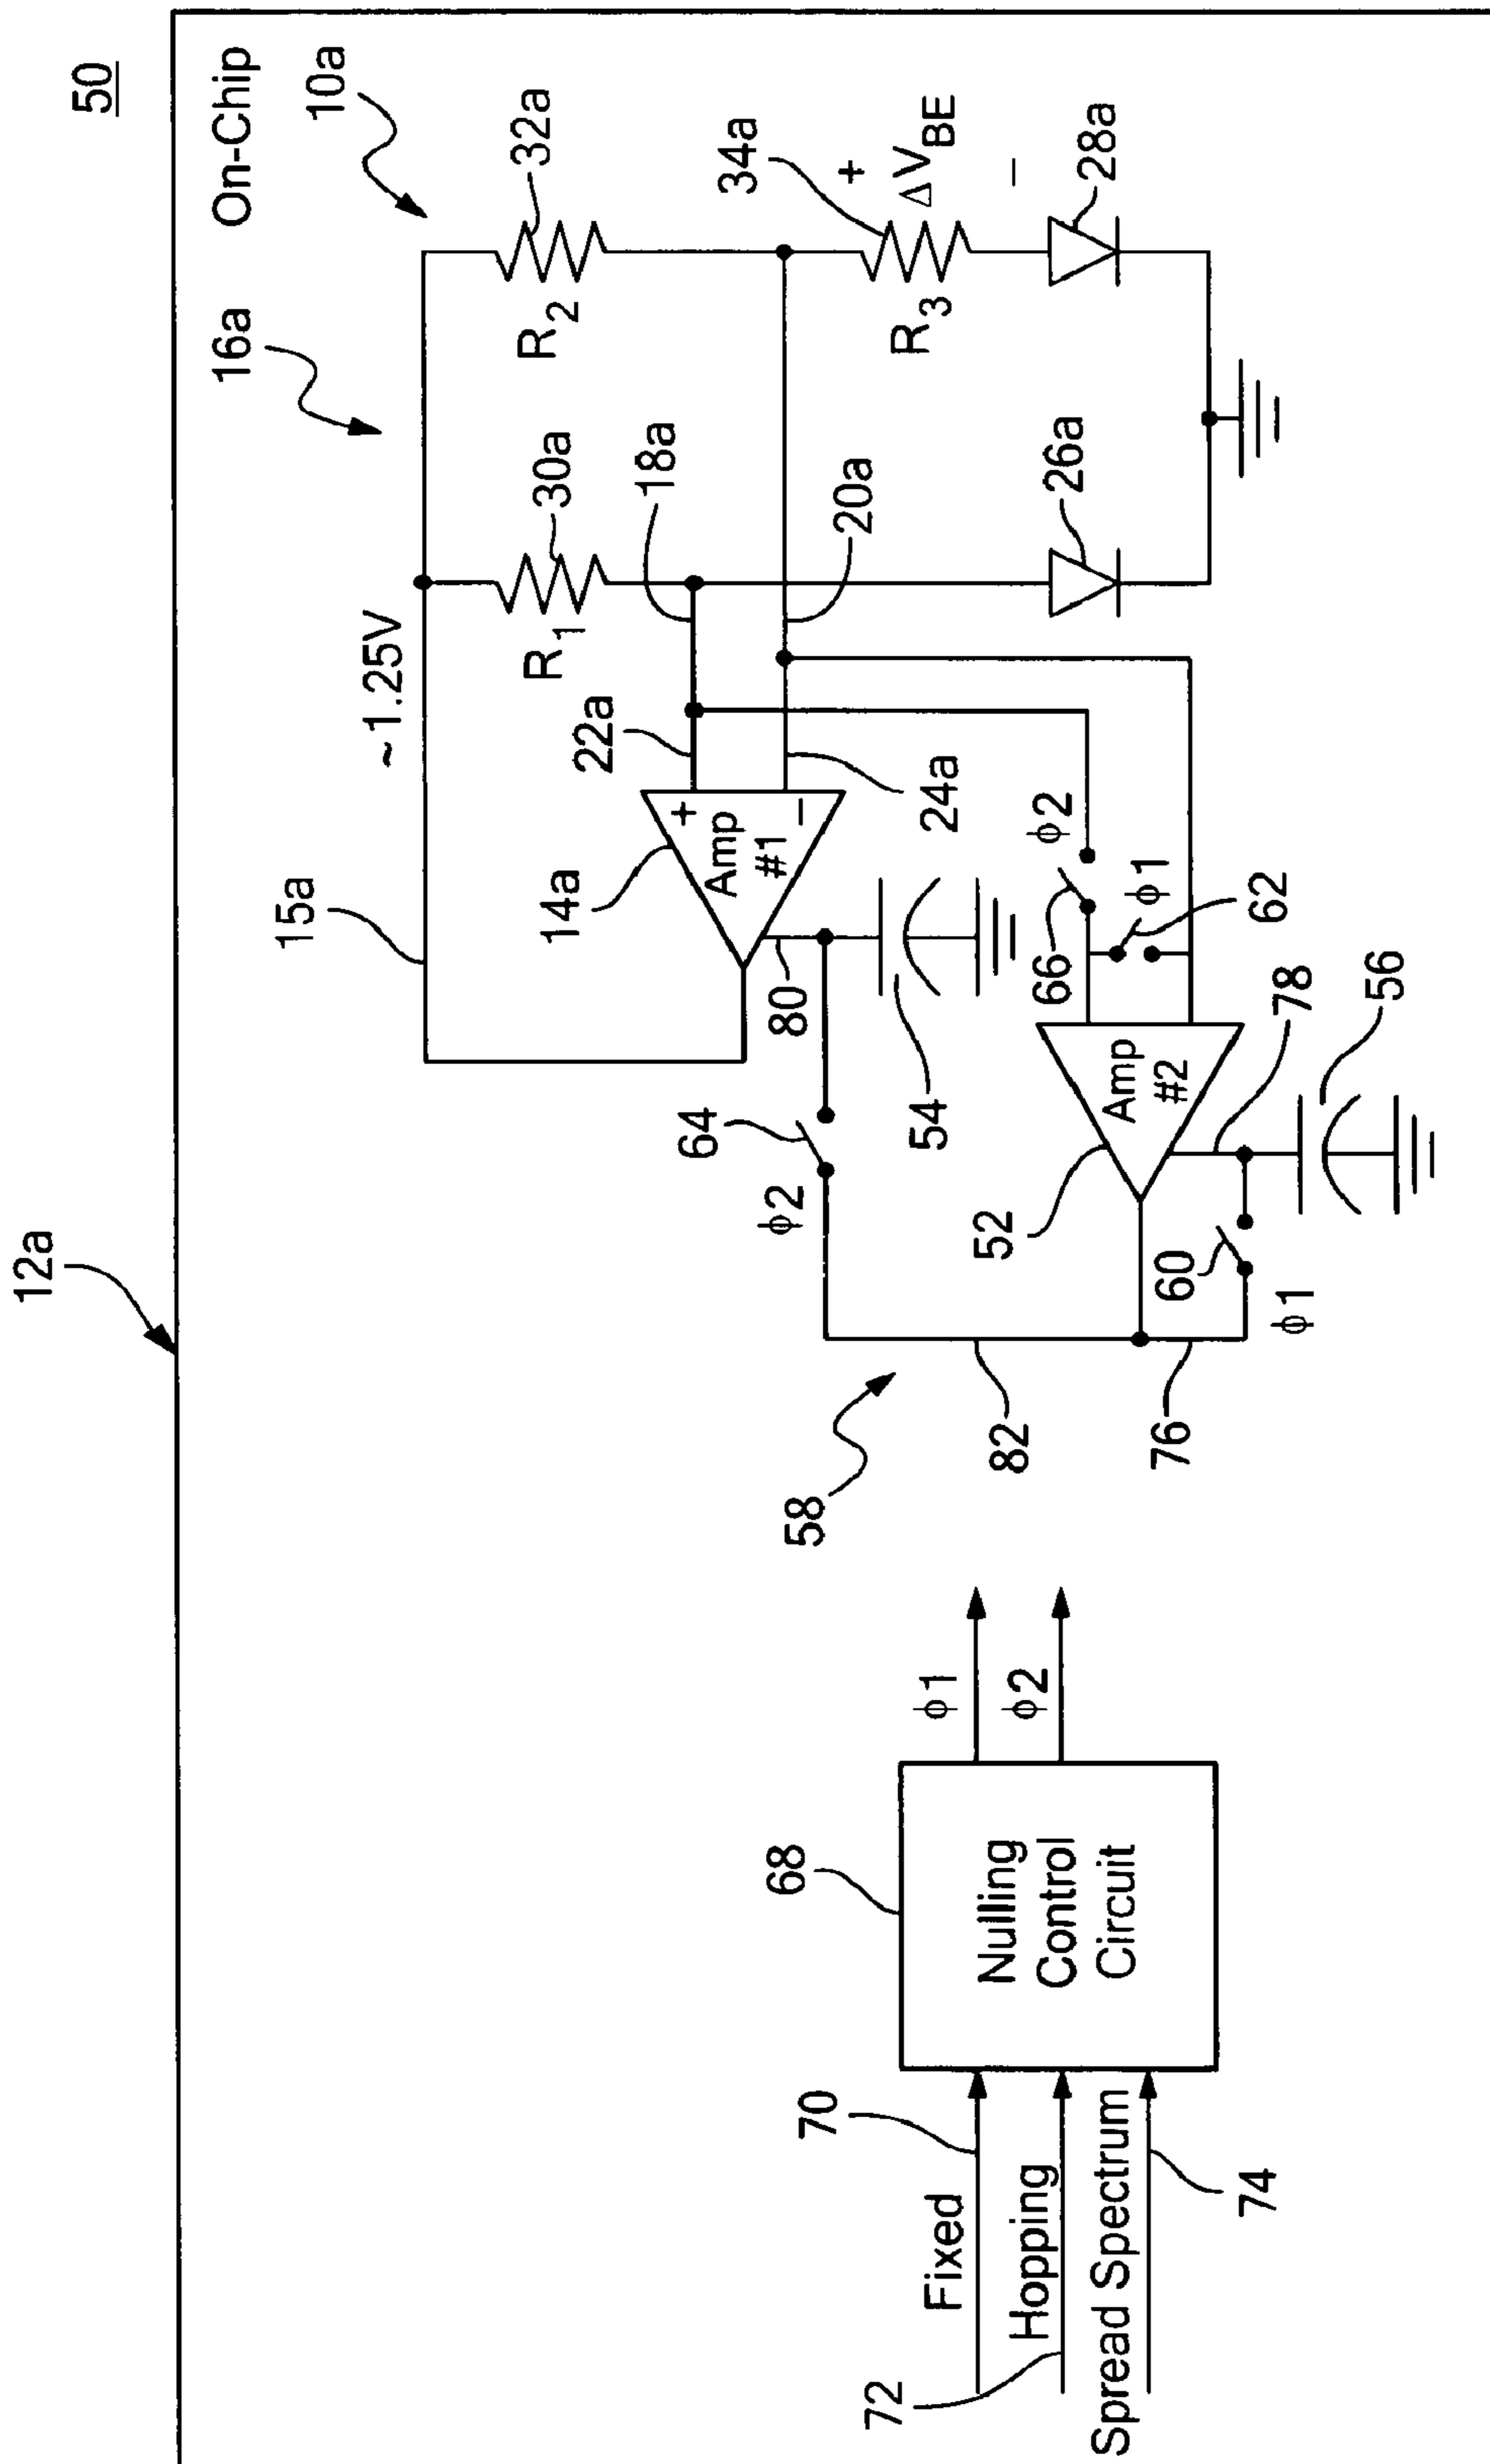 50
12a
On-Chip
10a
16a
15a
~1.25V
R1
30a
R2
32a
18a
22a
14a
+
Amp
#1
−
24a
20a
34a
+
ΔVBE
−
R3
28a
26a
80
54
64
ϕ2
ϕ2
66
ϕ1
62
Amp
#2
52
78
56
60
ϕ1
58
82
76
68
Nulling
Control
Circuit
ϕ1
ϕ2
Fixed
70
Hopping
72
Spread Spectrum
74